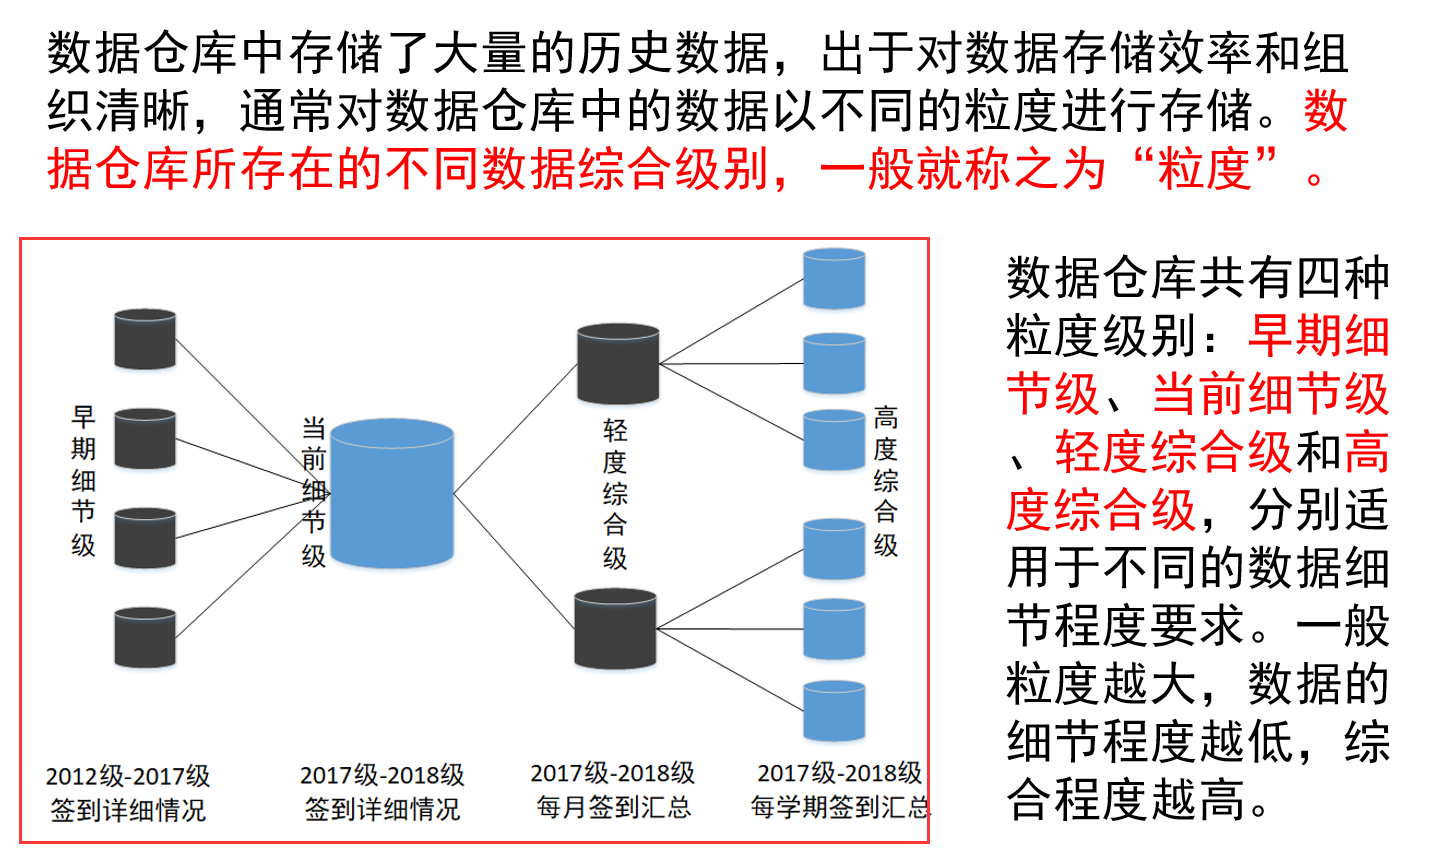 数据仓库中存储了大量的历史数据，出于对数据存储效率和组
织清晰，通常对数据仓库中的数据以不同的粒度进行存储。数
据仓库所存在的不同数据综合级别，一般就称之为“粒度”。
早期细节级
当前细节级
轻度综合级
高度综合级
2012级-2017级
签到详细情况
2017级-2018级
签到详细情况
2017级-2018级
每月签到汇总
2017级-2018级
每学期签到汇总
数据仓库共有四种
粒度级别：早期细
节级、当前细节级
、轻度综合级和高
度综合级，分别适
用于不同的数据细
节程度要求。一般
粒度越大，数据的
细节程度越低，综
合程度越高。